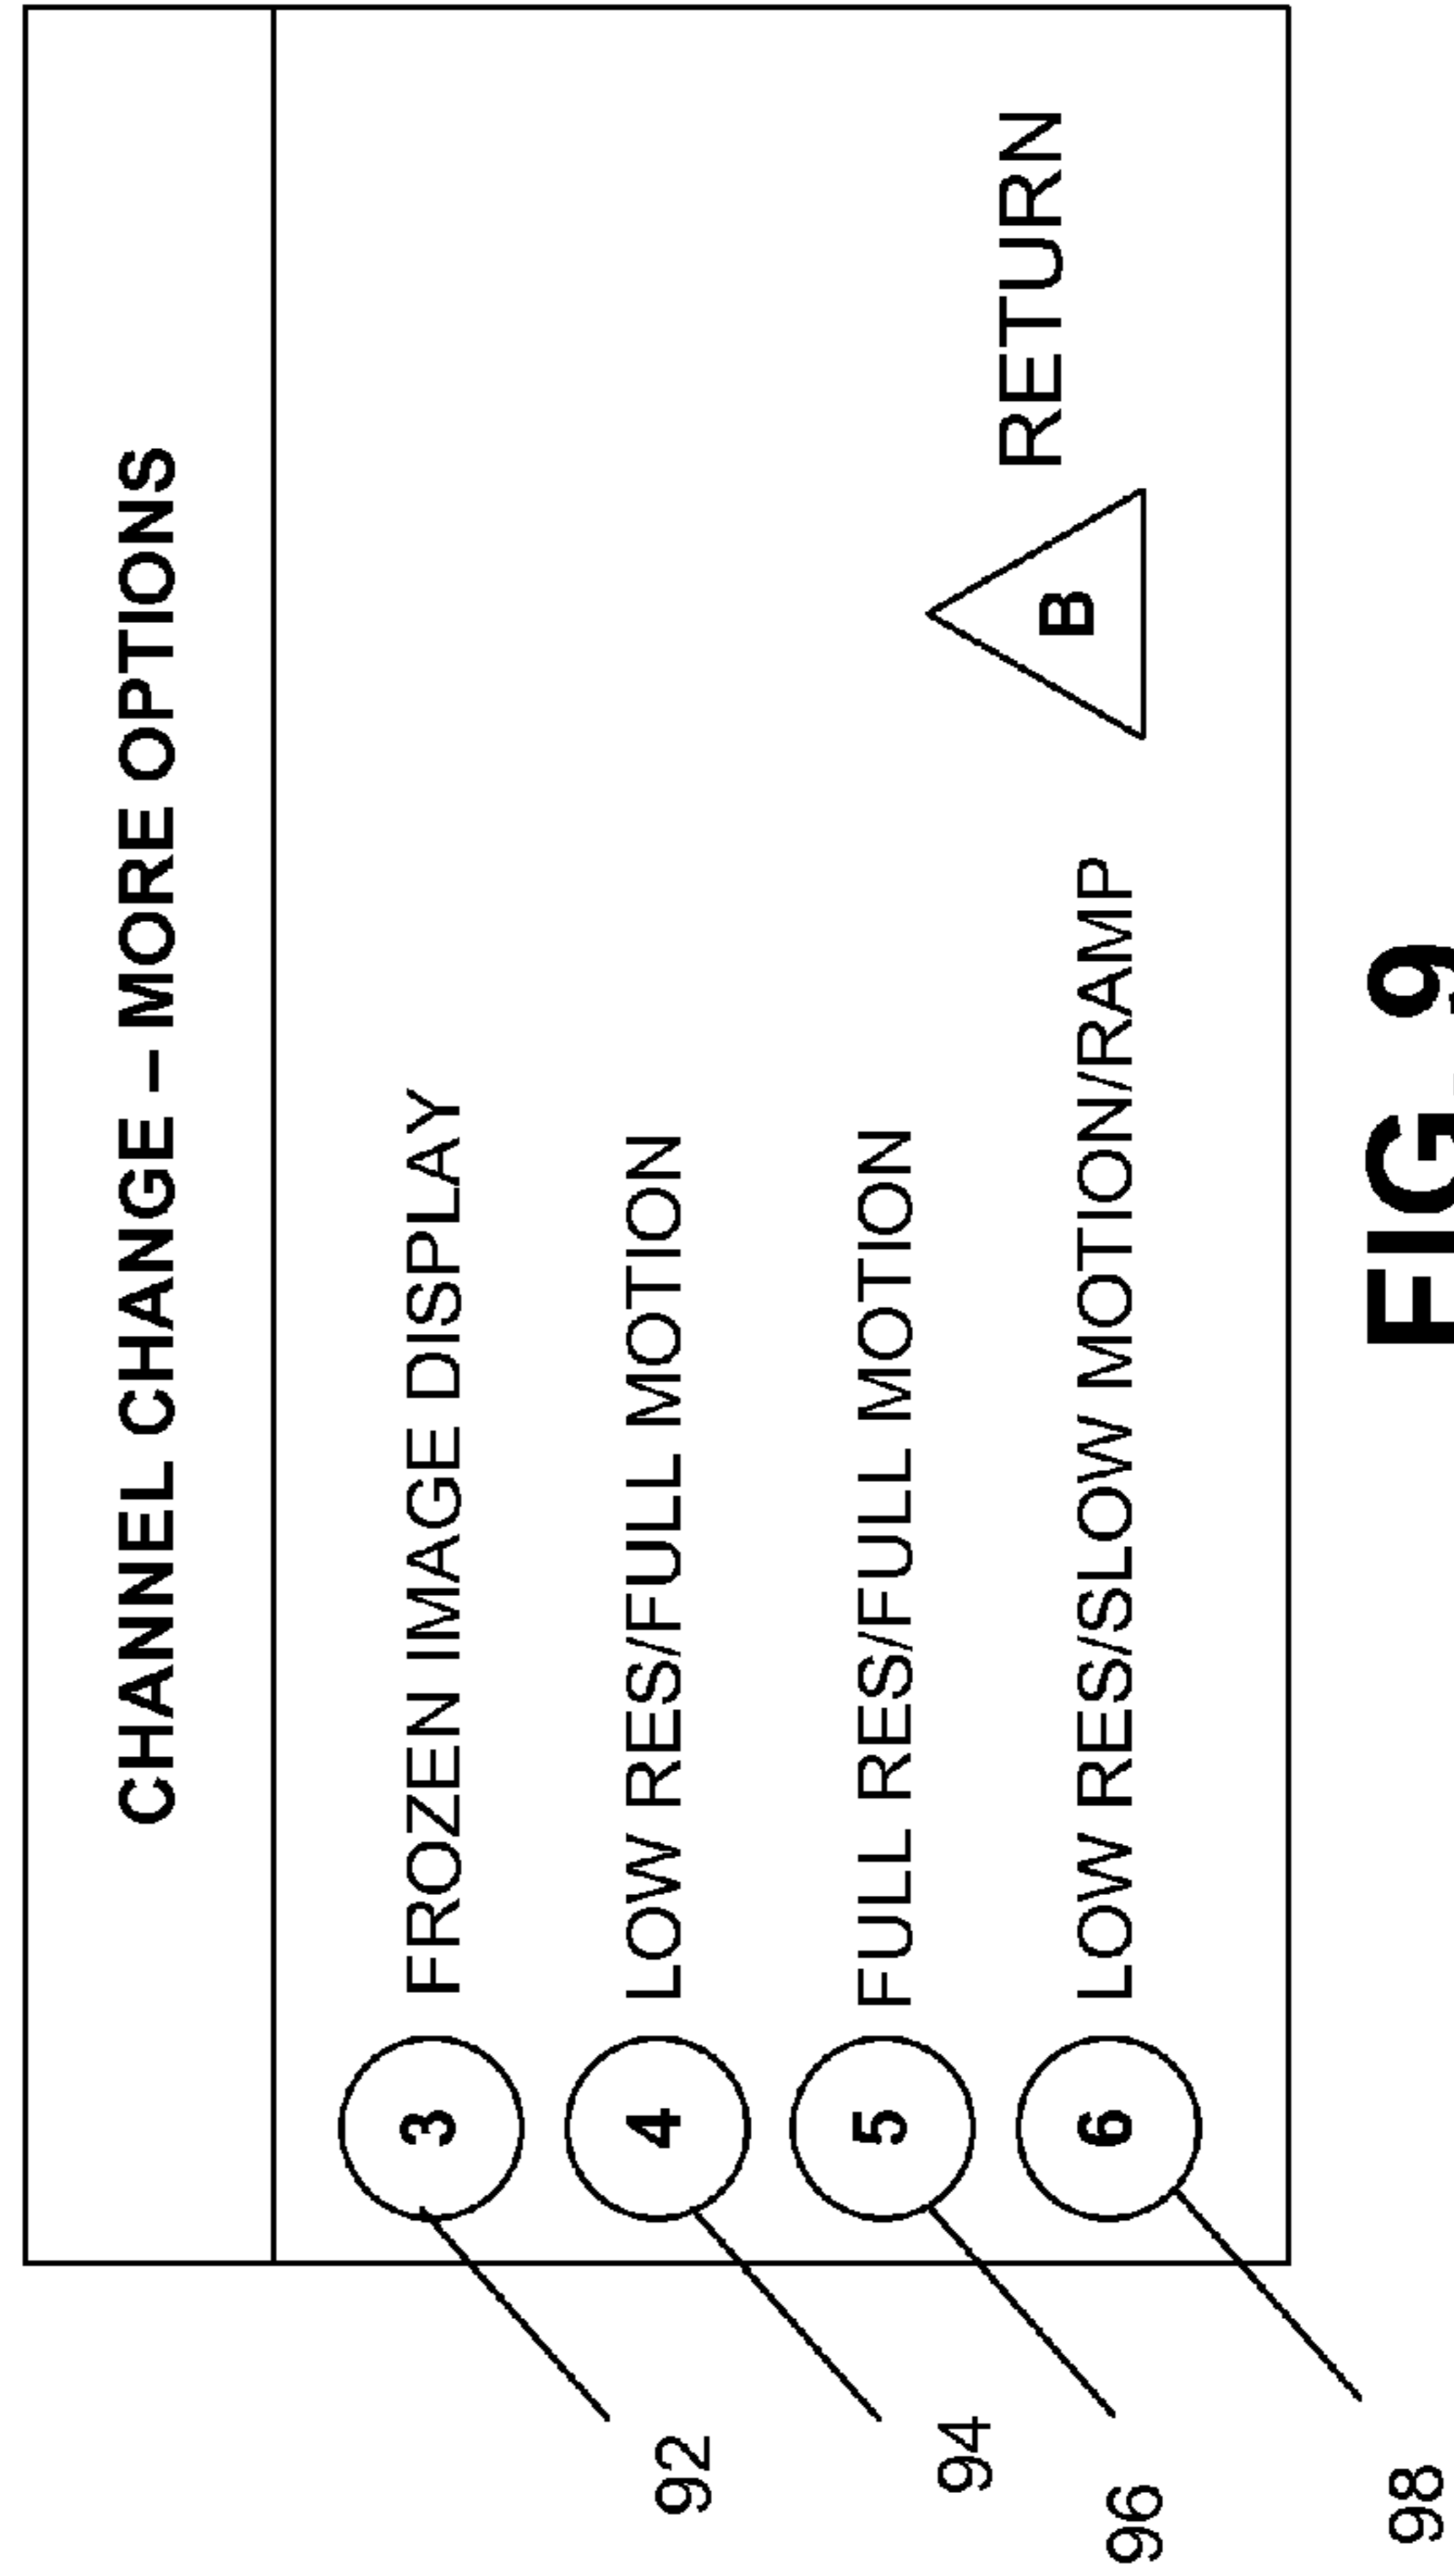 CHANNEL CHANGE – MORE OPTIONS
3 FROZEN IMAGE DISPLAY
4 LOW RES/FULL MOTION
5 FULL RES/FULL MOTION
6 LOW RES/SLOW MOTION/RAMP
B RETURN
92
94
96
98
FIG. 9